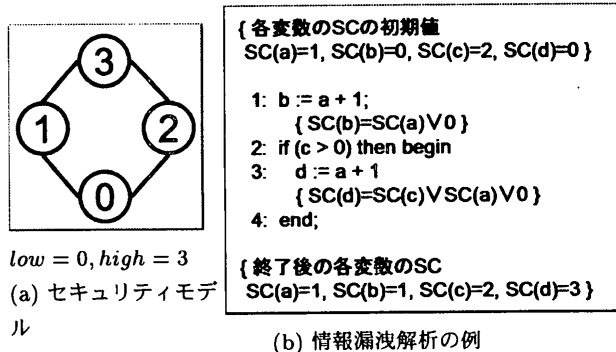 3
1
2
0
low = 0, high = 3
(a) セキュリティモデ
ル
{ 各変数のSCの初期値
SC(a)=1, SC(b)=0, SC(c)=2, SC(d)=0 }
1: b := a + 1;
{ SC(b)=SC(a)∨0 }
2: if (c > 0) then begin
3: d := a + 1
{ SC(d)=SC(c)∨SC(a)∨0 }
4: end;
{ 終了後の各変数のSC
SC(a)=1, SC(b)=1, SC(c)=2, SC(d)=3 }
(b) 情報漏洩解析の例